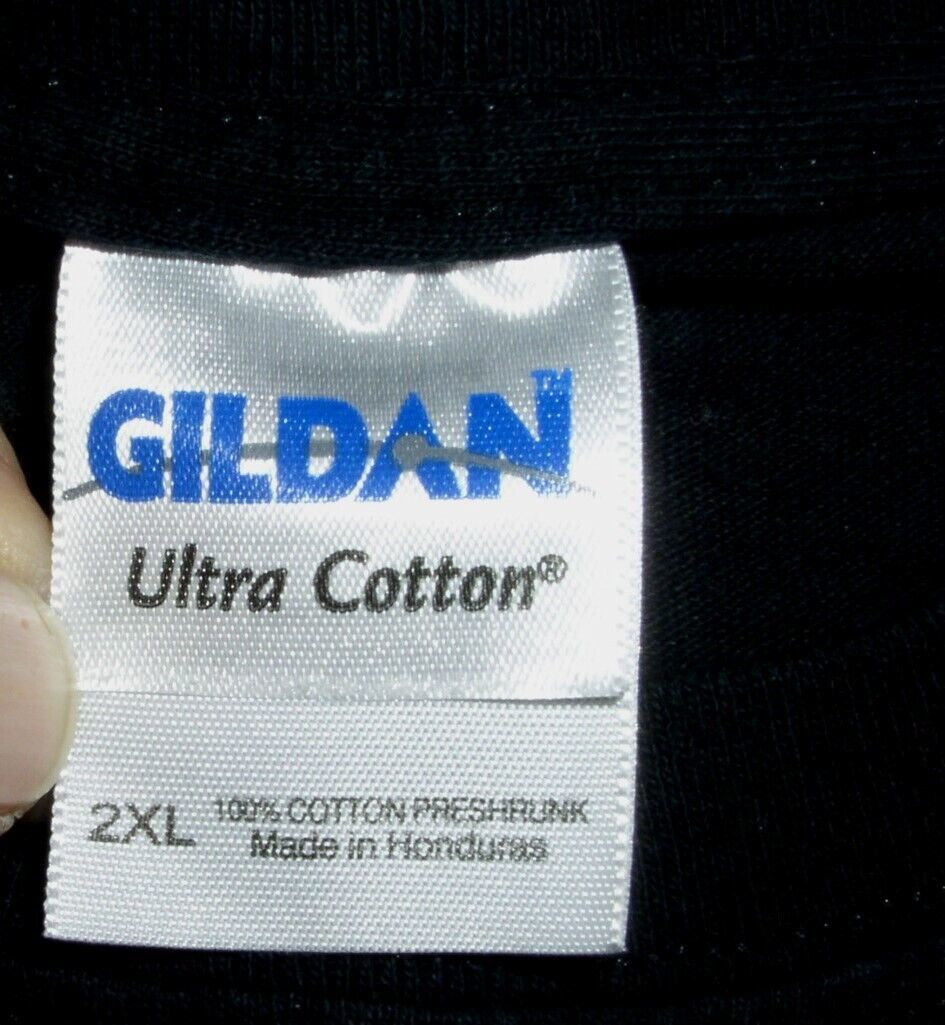 GILDAN™
Ultra Cotton®
2XL
100% COTTON PRESHRUNK
Made in Honduras